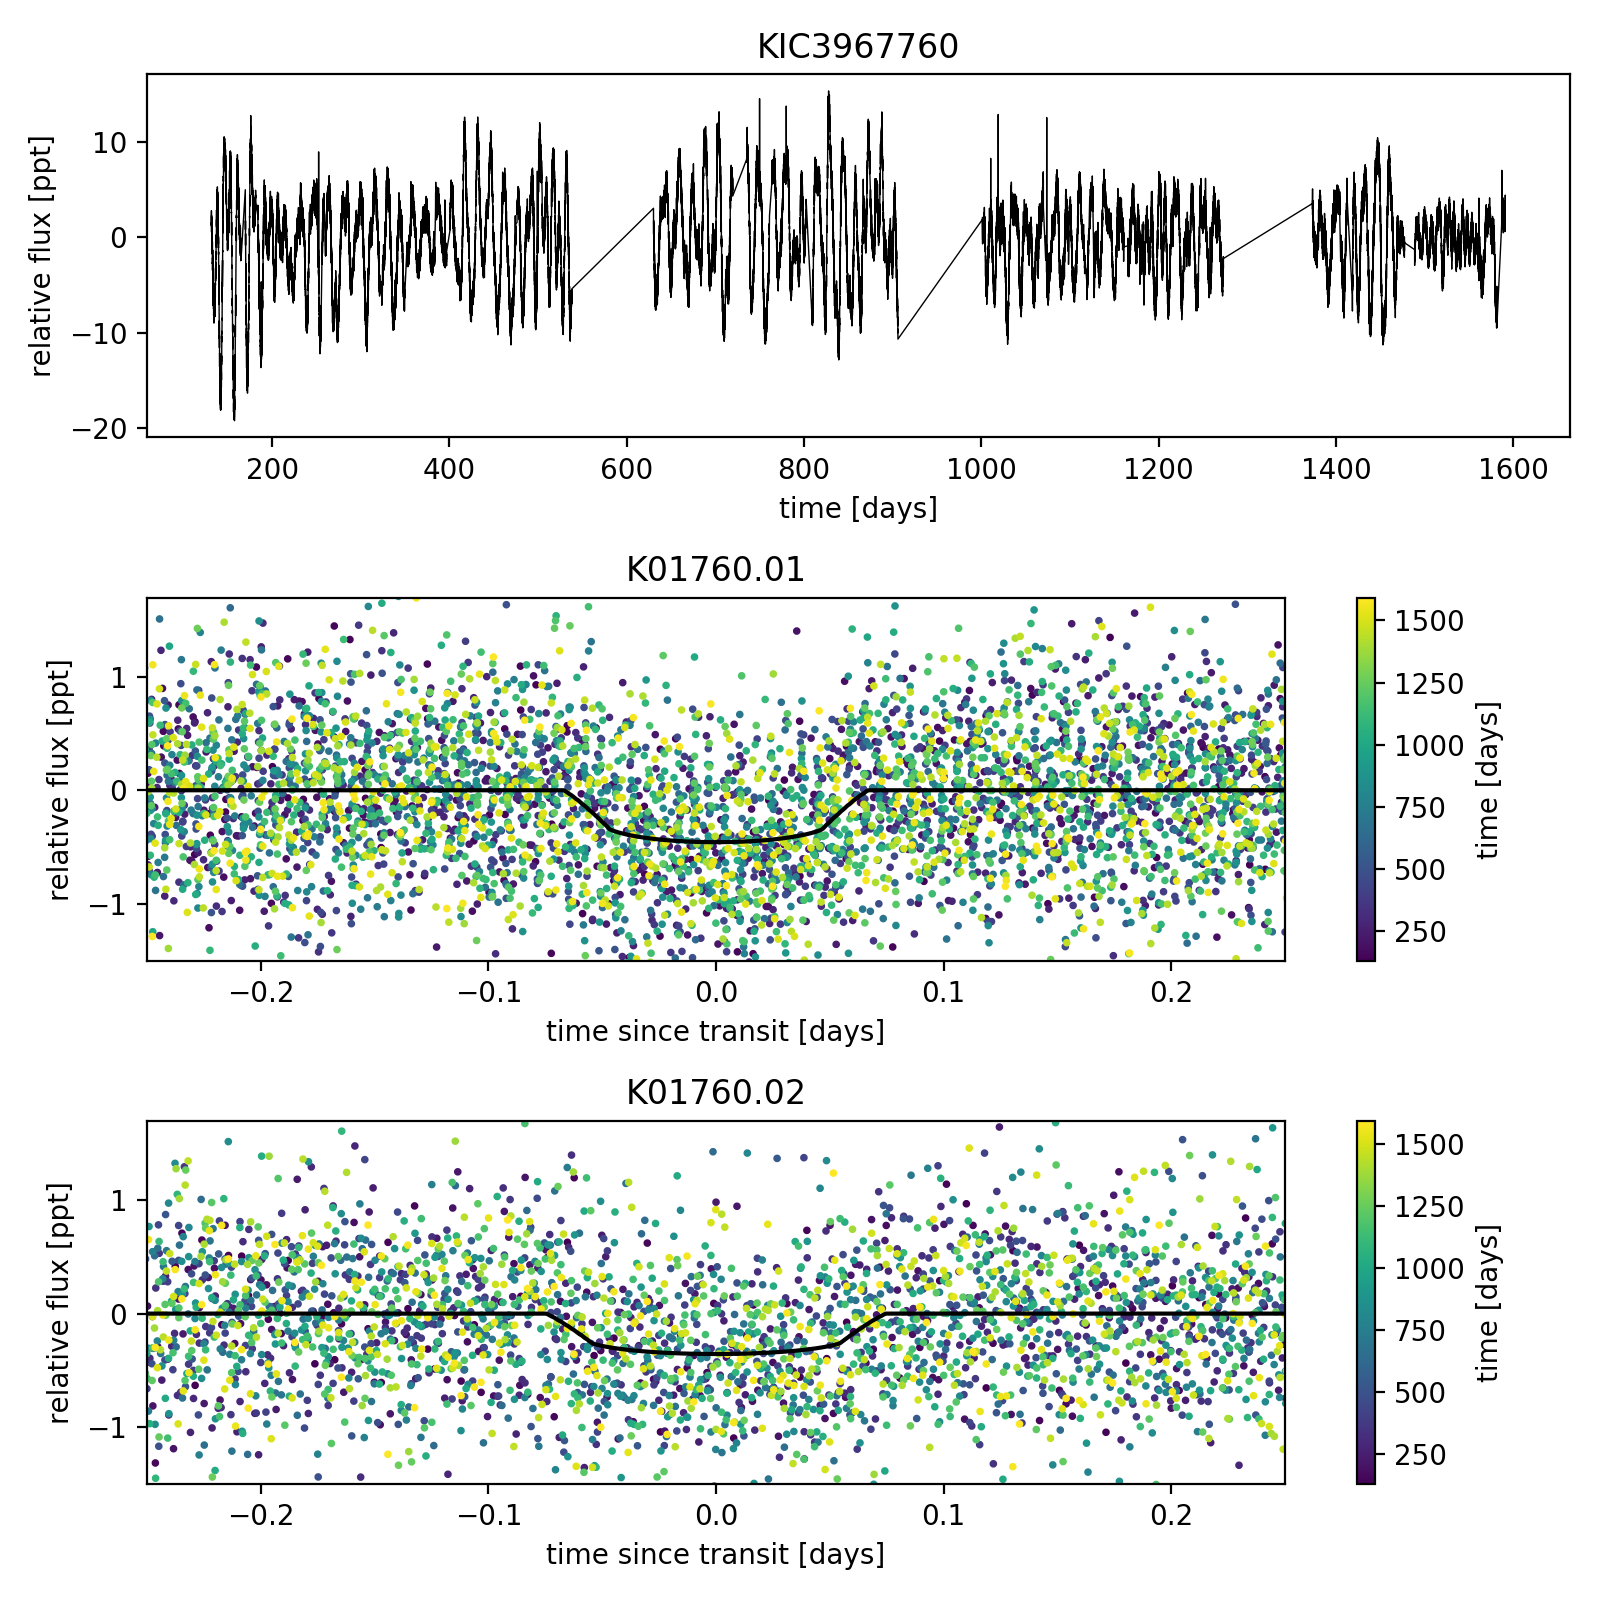 KIC3967760
relative flux [ppt]
10
0
−10
−20
200 400 600 800 1000 1200 1400 1600
time [days]
K01760.01
relative flux [ppt]
1
0
−1
−0.2 −0.1 0.0 0.1 0.2
time since transit [days]
1500
1250
1000
750
500
250
time [days]
K01760.02
relative flux [ppt]
1
0
−1
−0.2 −0.1 0.0 0.1 0.2
time since transit [days]
1500
1250
1000
750
500
250
time [days]